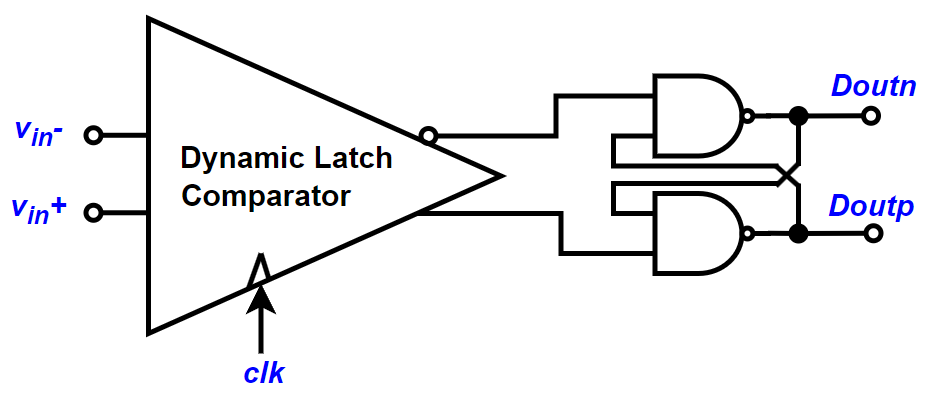 Doutn
vin-
Dynamic Latch
Comparator
vin+
Doutp
clk